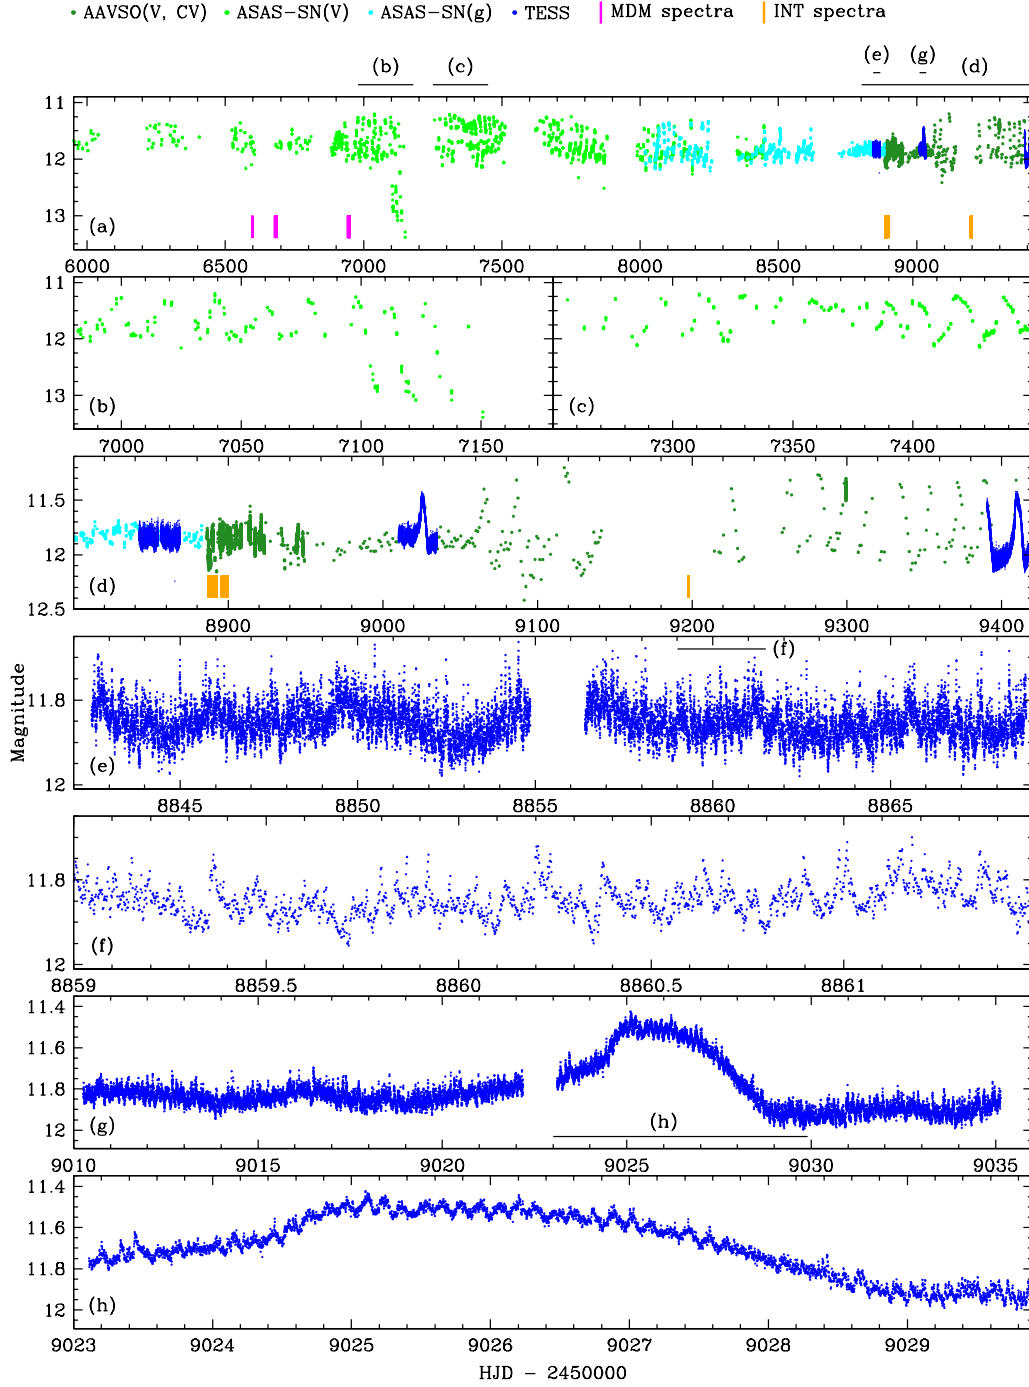 AAVSO(V, CV) ASAS-SN(V) ASAS-SN(g) TESS MDM spectra INT spectra
(b) (c) (e) (g) (d)
11
12
13
(a)
6000 6500 7000 7500 8000 8500 9000
11
12
13
(b) (c)
7000 7050 7100 7150 7300 7350 7400
11.5
12
12.5
(d)
8900 9000 9100 9200 9300 9400
Magnitude
(f)
11.8
12
(e)
8845 8850 8855 8860 8865
11.8
12
(f)
8859 8859.5 8860 8860.5 8861
11.4
11.6
11.8
12
(g) (h)
9010 9015 9020 9025 9030 9035
11.4
11.6
11.8
12
(h)
9023 9024 9025 9026 9027 9028 9029
HJD - 2450000